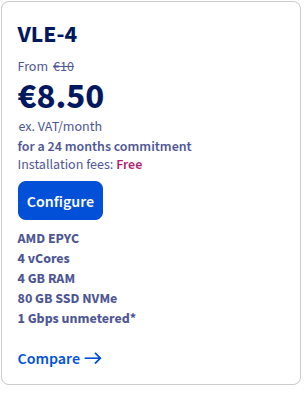 VLE-4
From €10
€8.50
ex. VAT/month
for a 24 months commitment
Installation fees: Free
Configure
AMD EPYC
4 vCores
4 GB RAM
80 GB SSD NVMe
1 Gbps unmetered*
Compare →